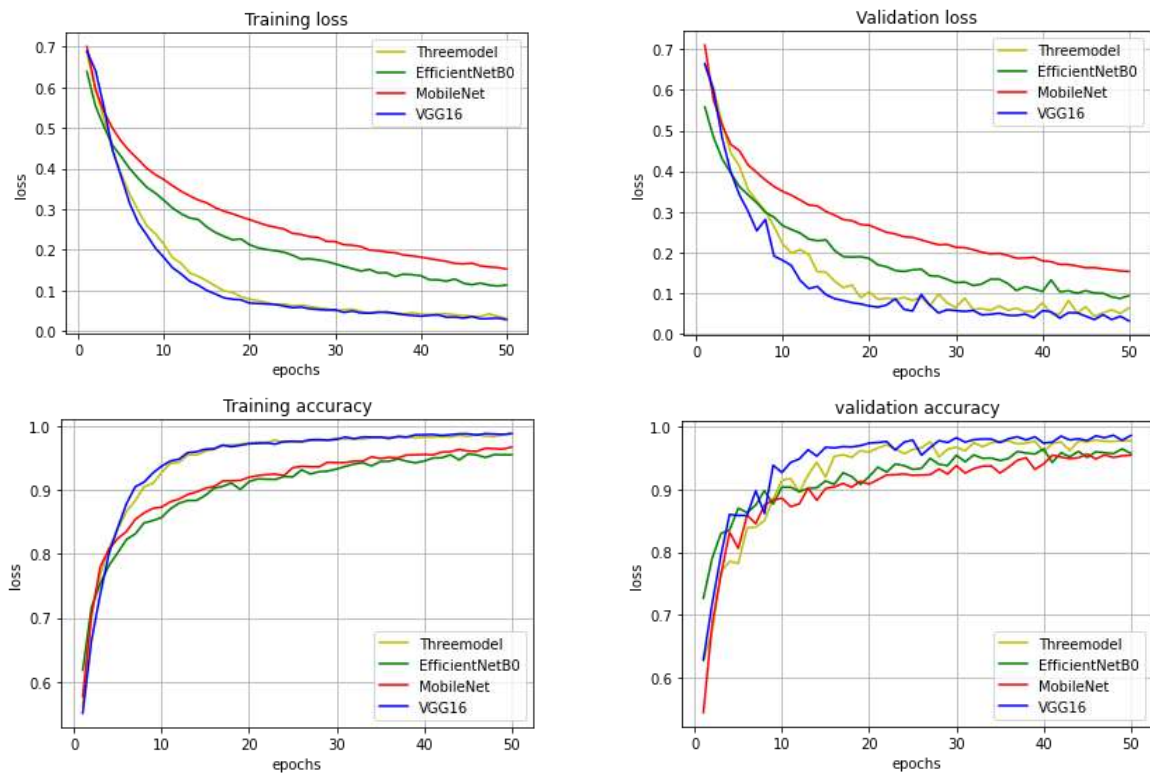 Training loss
0.7
0.6
0.5
0.4
0.3
0.2
0.1
0.0
loss
Threemodel
EfficientNetB0
MobileNet
VGG16
0 10 20 30 40 50
epochs
Validation loss
0.7
0.6
0.5
0.4
0.3
0.2
0.1
0.0
loss
Threemodel
EfficientNetB0
MobileNet
VGG16
0 10 20 30 40 50
epochs
Training accuracy
1.0
0.9
0.8
0.7
0.6
loss
Threemodel
EfficientNetB0
MobileNet
VGG16
0 10 20 30 40 50
epochs
validation accuracy
1.0
0.9
0.8
0.7
0.6
loss
Threemodel
EfficientNetB0
MobileNet
VGG16
0 10 20 30 40 50
epochs